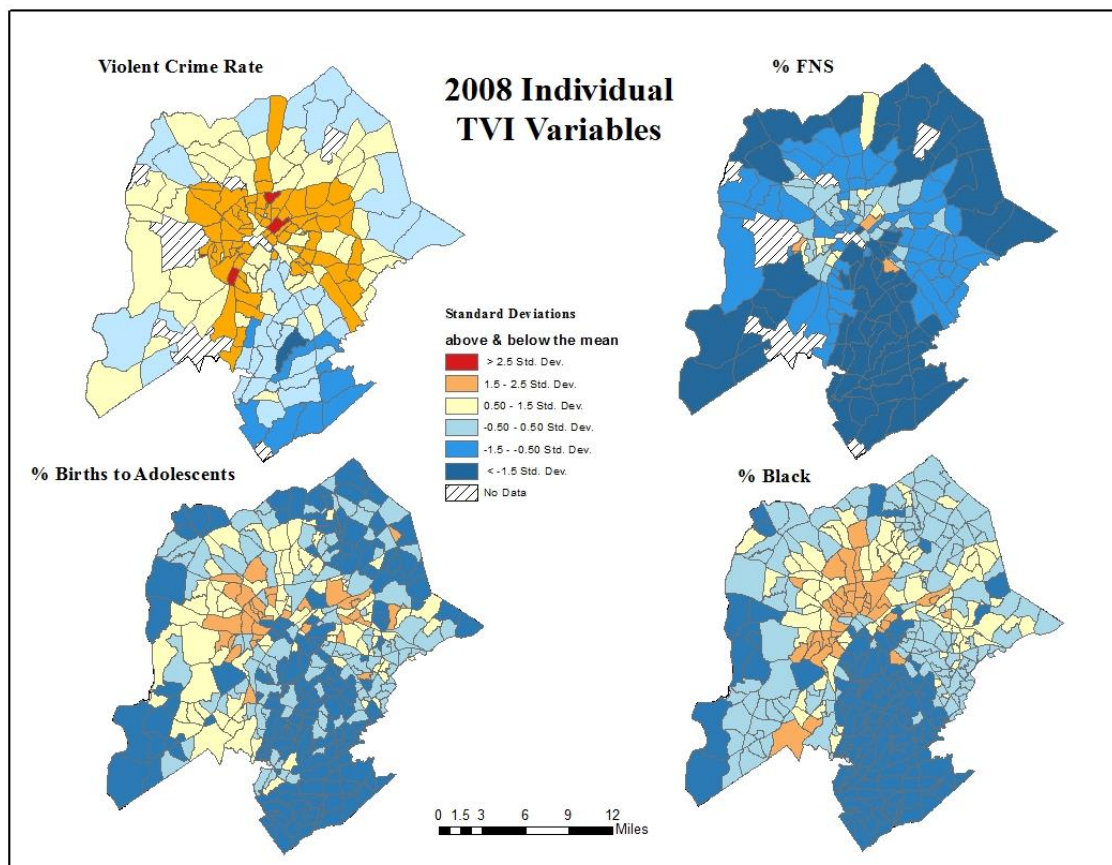 Violent Crime Rate
2008 Individual
TVI Variables
% FNS
Standard Deviations
above & below the mean
> 2.5 Std. Dev.
1.5 - 2.5 Std. Dev.
0.50 - 1.5 Std. Dev.
-0.50 - 0.50 Std. Dev.
-1.5 - -0.50 Std. Dev.
< -1.5 Std. Dev.
No Data
% Births to Adolescents
% Black
0 1.5 3 6 9 12
Miles